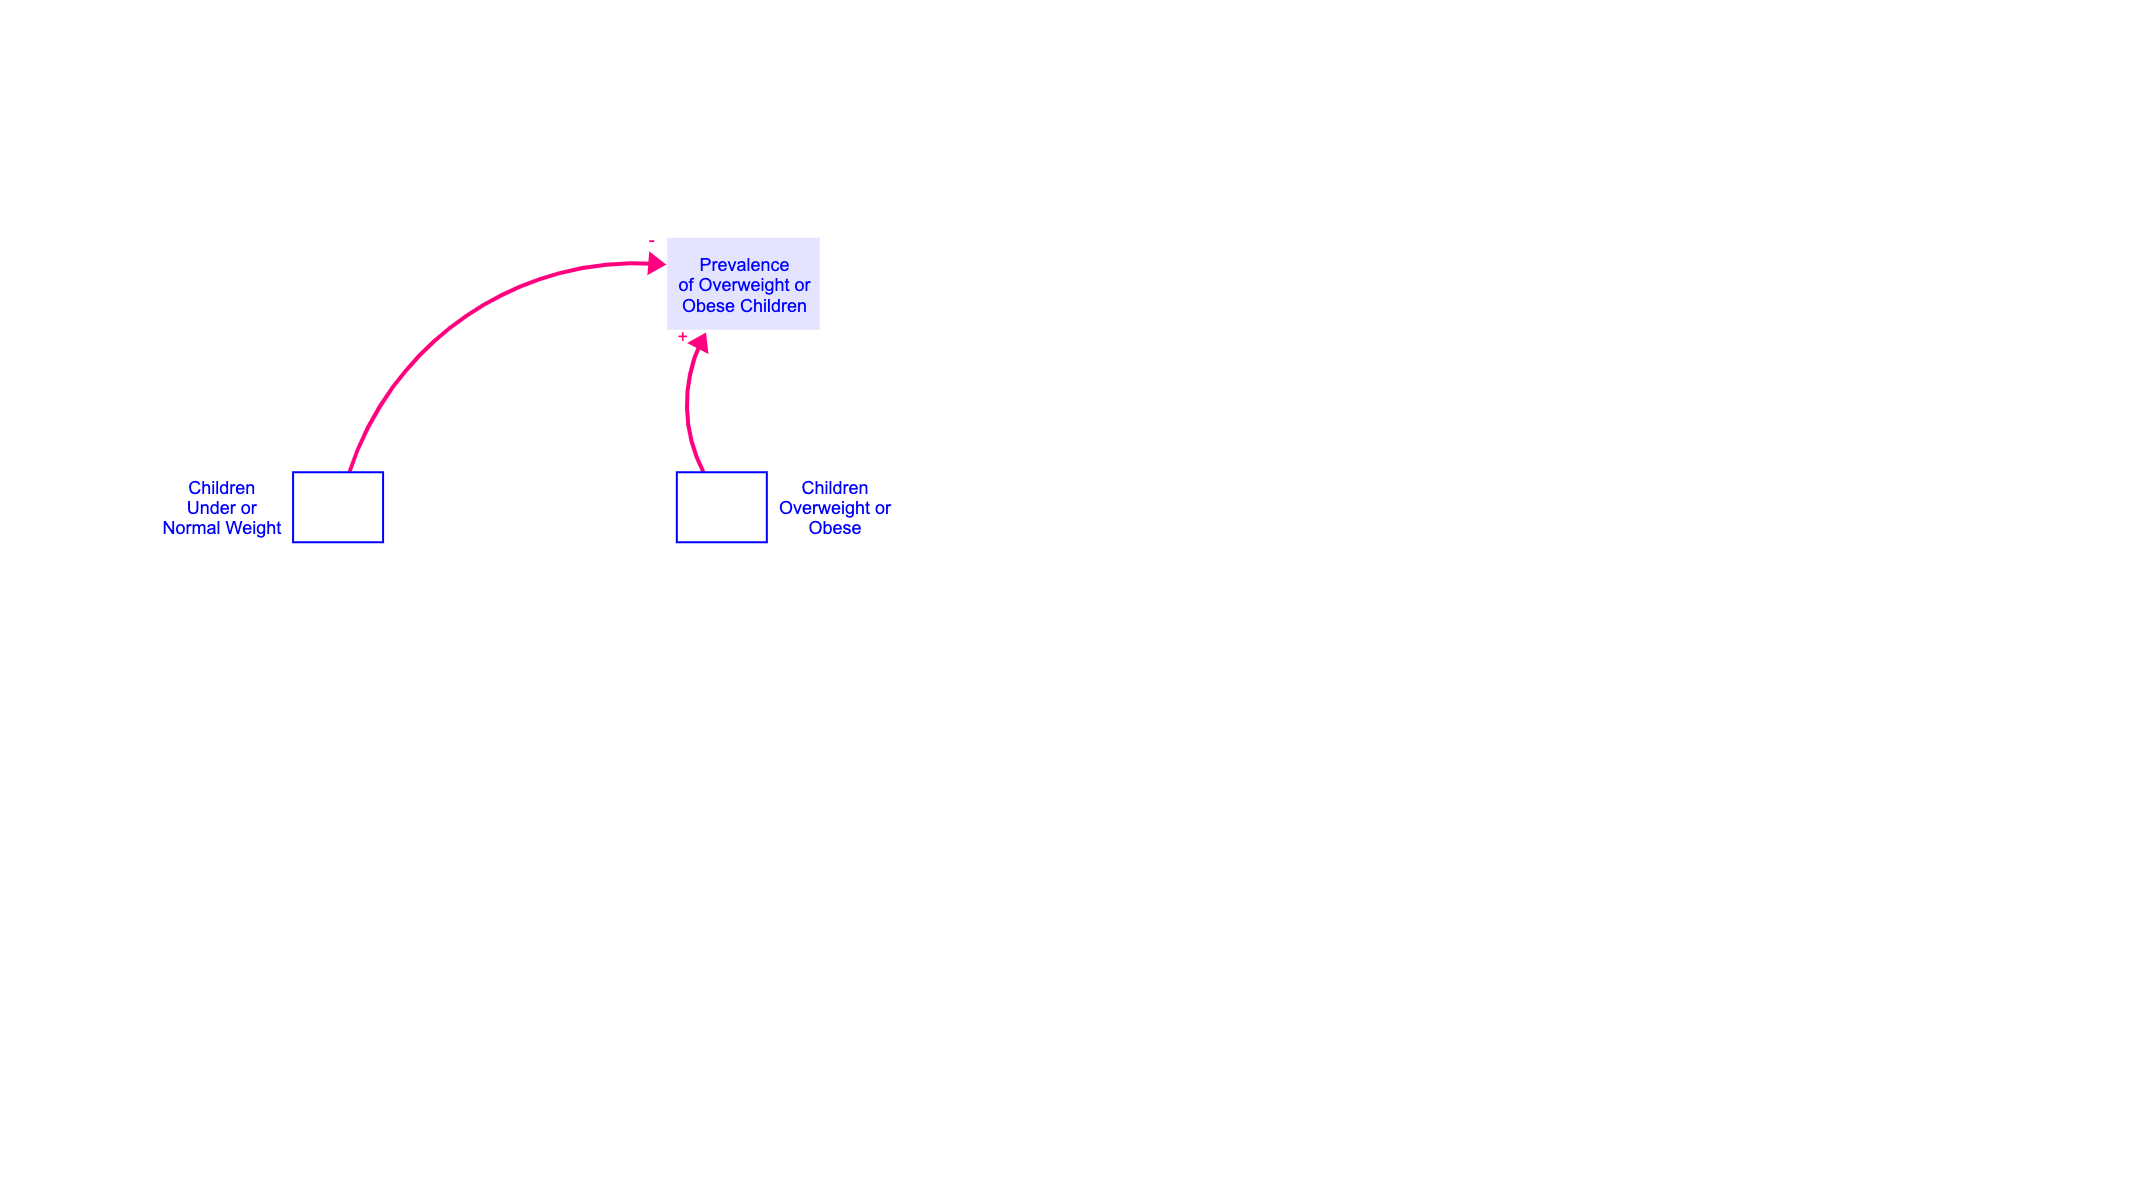 -
Prevalence
of Overweight or
Obese Children
+
Children
Under or
Normal Weight
Children
Overweight or
Obese